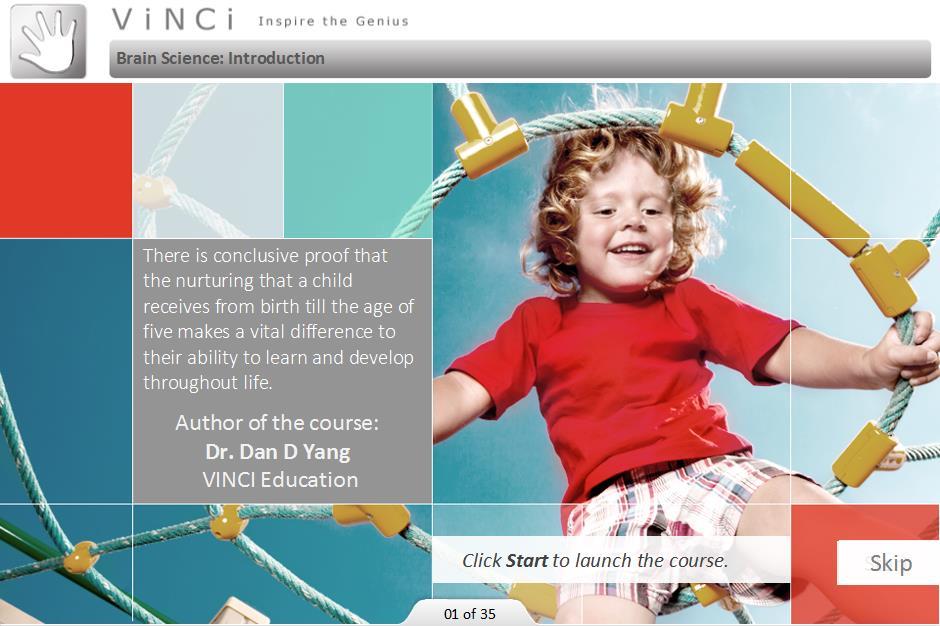 ViNCi Inspire the Genius
Brain Science: Introduction
There is conclusive proof that
the nurturing that a child
receives from birth till the age of
five makes a vital difference to
their ability to learn and develop
throughout life.
Author of the course:
Dr. Dan D Yang
VINCI Education
Click Start to launch the course.
Skip
01 of 35